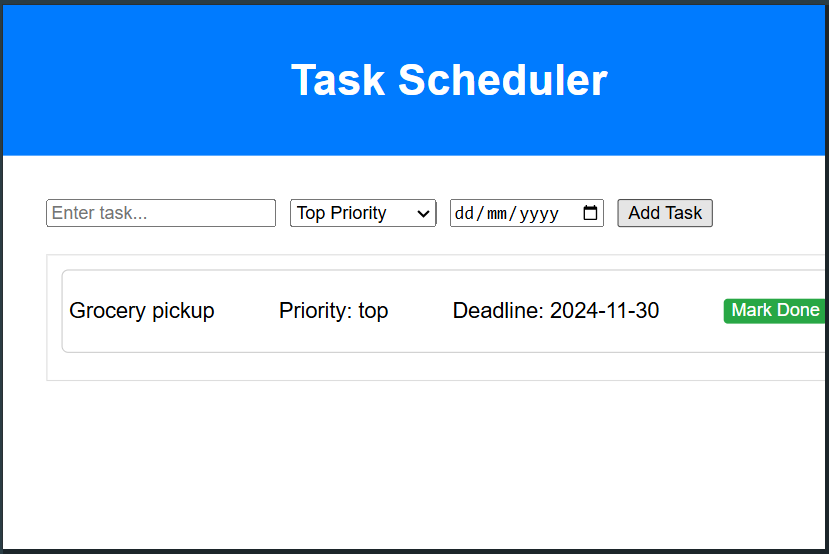 Task Scheduler
Enter task... Top Priority dd/mm/yyyy Add Task
Grocery pickup Priority: top Deadline: 2024-11-30 Mark Done